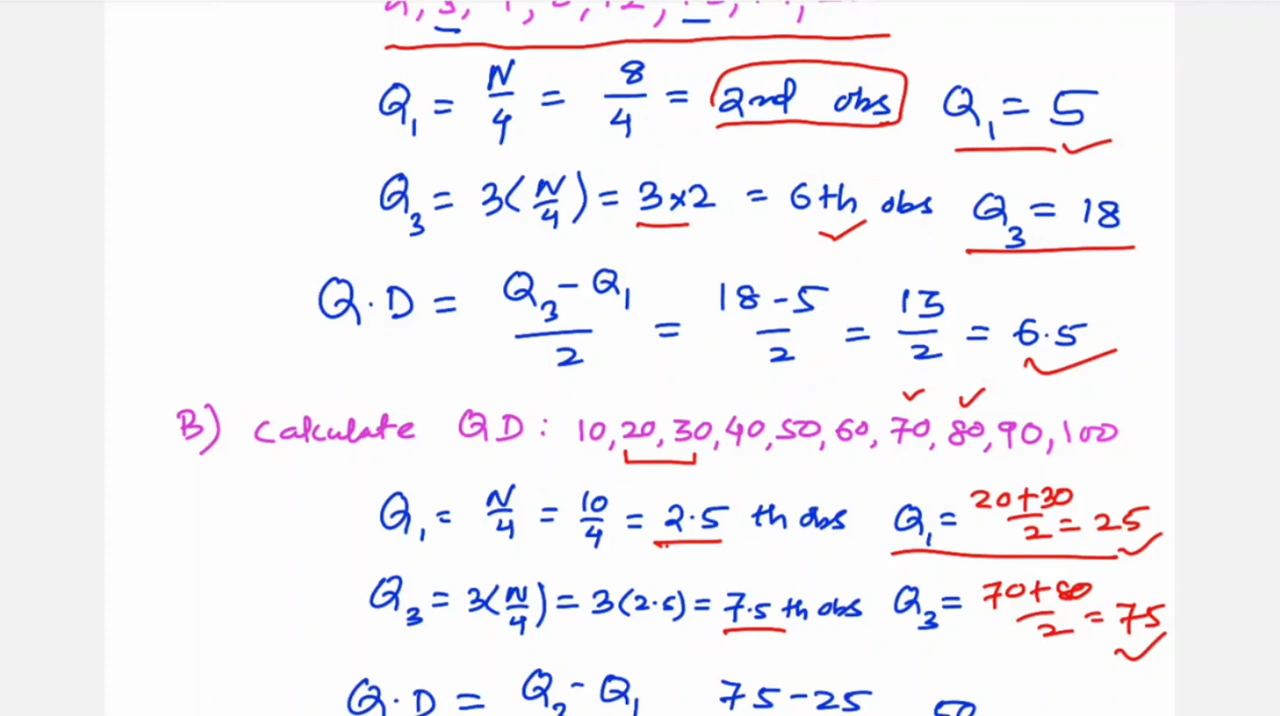 Q₁ = N/4 = 8/4 = 2nd obs Q₁ = 5
Q₃ = 3(N/4) = 3×2 = 6th obs Q₃ = 18
Q.D = Q₃-Q₁/2 = 18-5/2 = 13/2 = 6.5
B) Calculate QD: 10,20,30,40,50,60,70,80,90,100
Q₁ = N/4 = 10/4 = 2.5 th obs Q₁ = 20+30/2 = 25
Q₃ = 3(N/4) = 3(2.5) = 7.5 th obs Q₃ = 70+80/2 = 75
Q.D = Q₃-Q₁ 75-25 50